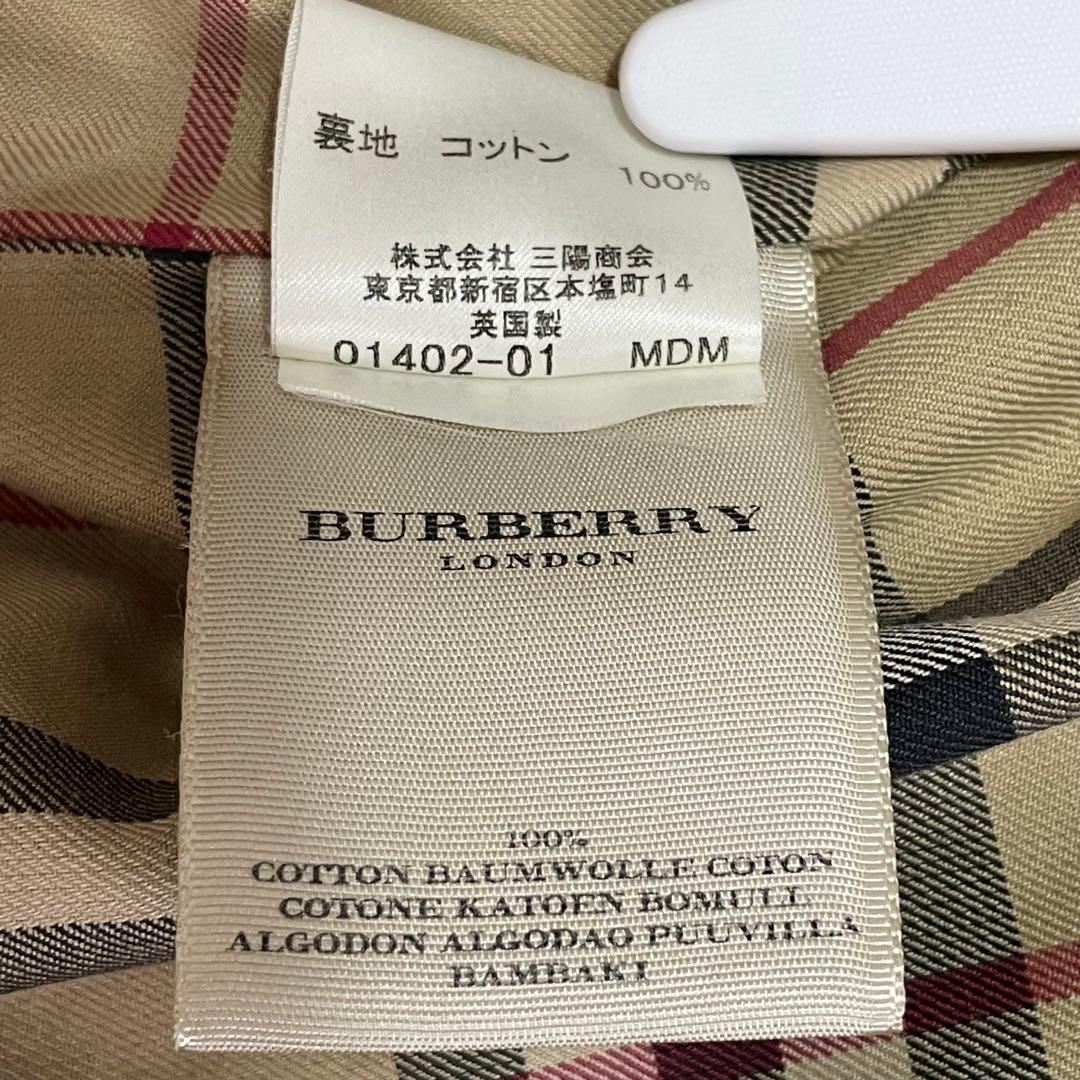 裏地 コットン
100%
株式会社 三陽商会
東京都新宿区本塩町14
英国製
01402-01 MDM
BURBERRY
LONDON
100%
COTTON BAUMWOLLE COTON
COTONE KATOEN BOMULL
ALGODON ALGODAO PUUVILLA
BAMBAKI